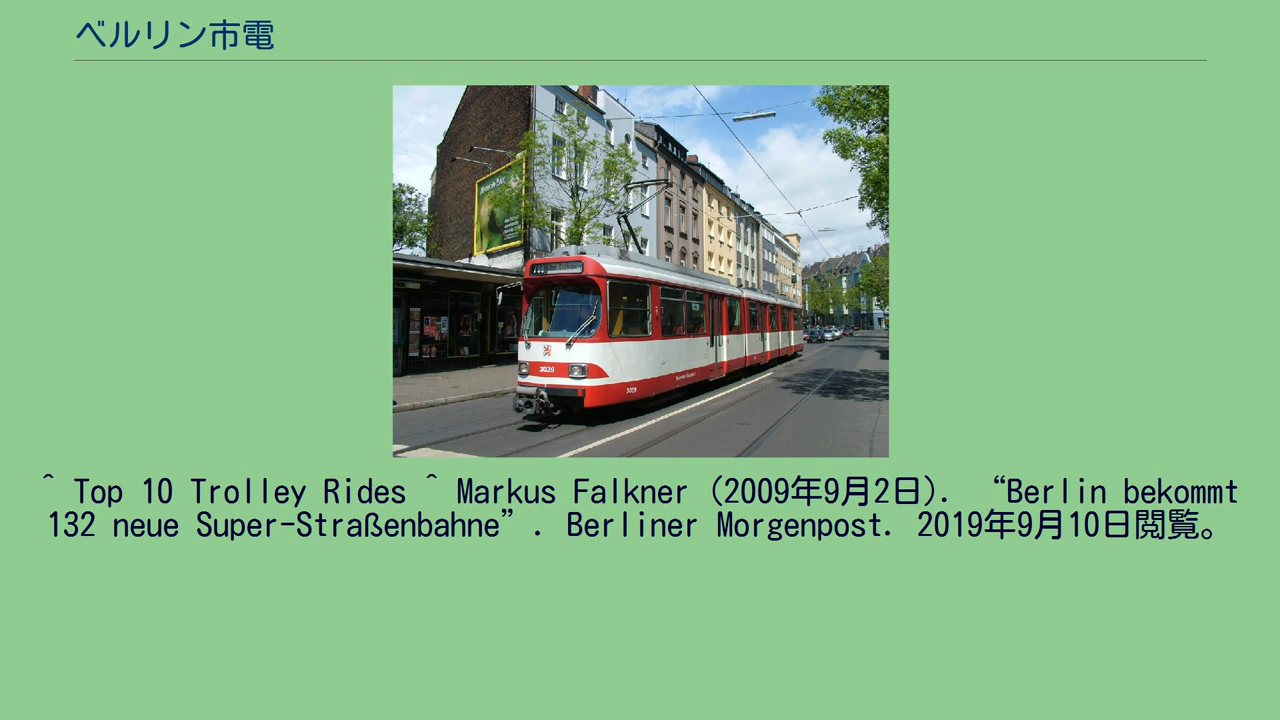 ベルリン市電
3039
3039
^ Top 10 Trolley Rides ^ Markus Falkner (2009年9月2日). “Berlin bekommt
132 neue Super-Straßenbahne”. Berliner Morgenpost. 2019年9月10日閲覧。